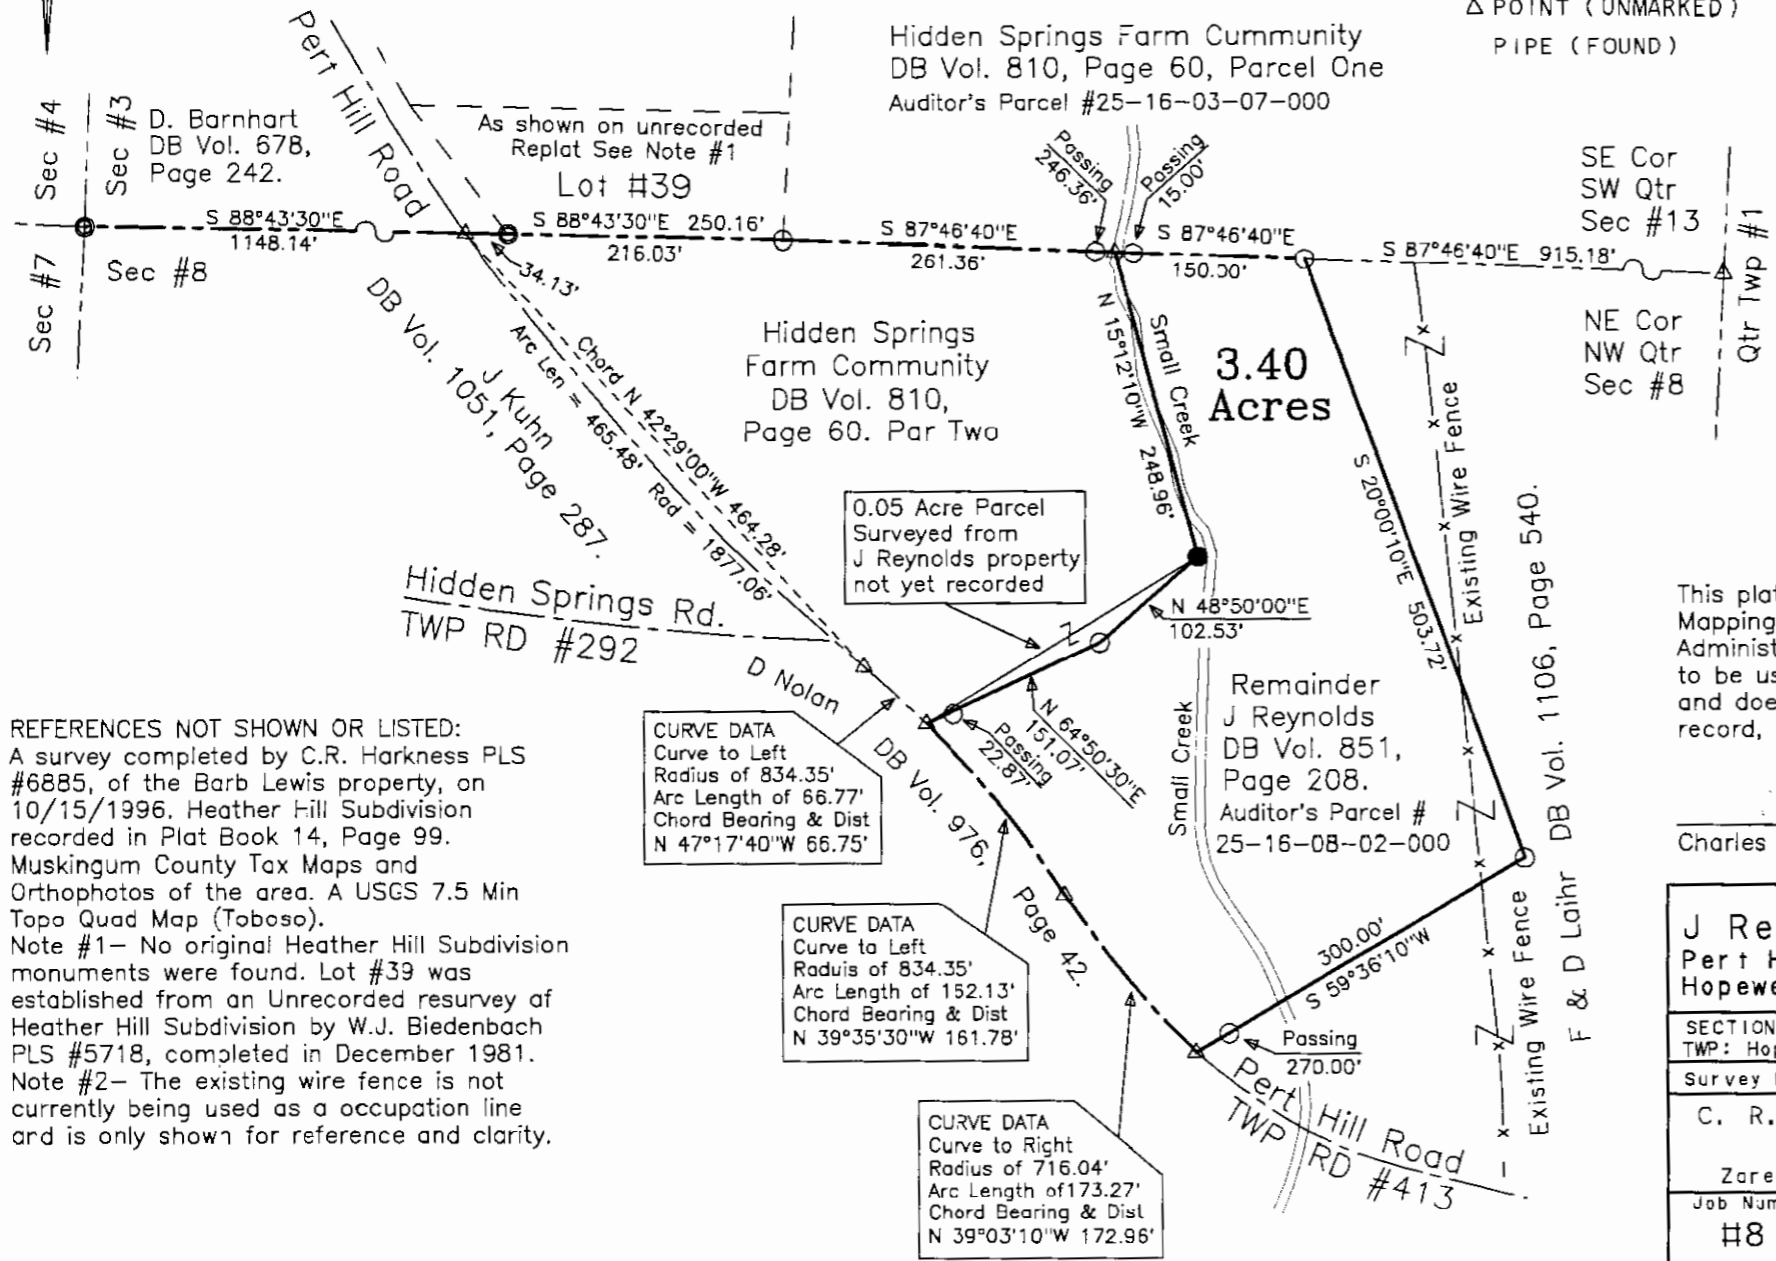 △ POINT (UNMARKED)
PIPE (FOUND)
Hidden Springs Farm Cummunity
DB Vol. 810, Page 60, Parcel One
Auditor's Parcel #25-16-03-07-000
Pert Hill Road
Sec #4
Sec #3
D. Barnhart
DB Vol. 678,
Page 242.
As shown on unrecorded
Replat See Note #1
Lot #39
Passing
246.36'
Passing
15.00'
SE Cor
SW Qtr
Sec #13
Qtr Twp #1
S 88°43'30"E
1148.14'
S 88°43'30"E 250.16'
216.03'
34.13'
S 87°46'40"E
261.36'
S 87°46'40"E
150.00'
S 87°46'40"E 915.18'
Sec #7
Sec #8
NE Cor
NW Qtr
Sec #8
DB Vol. 1051, Page 287.
J Kuhn
Arc Len = 465.48' Rad = 1877.06'
Chord N 42°29'00"W 464.28'
Hidden Springs
Farm Community
DB Vol. 810,
Page 60. Par Two
N 15°12'10"W 248.96'
Small Creek
3.40
Acres
S 20°00'10"E 503.72'
Existing Wire Fence
0.05 Acre Parcel
Surveyed from
J Reynolds property
not yet recorded
N 48°50'00"E
102.53'
Hidden Springs Rd.
TWP RD #292
D Nolan
DB Vol. 976, Page 42.
N 64°50'30"E
151.07'
Passing
22.87'
Small Creek
Remainder
J Reynolds
DB Vol. 851,
Page 208.
Auditor's Parcel #
25-16-08-02-000
F & D Laihr DB Vol. 1106, Page 540.
Existing Wire Fence
300.00'
S 59°36'10"W
Passing
270.00'
Pert Hill Road
TWP RD #413
CURVE DATA
Curve to Left
Radius of 834.35'
Arc Length of 66.77'
Chord Bearing & Dist
N 47°17'40"W 66.75'
CURVE DATA
Curve to Left
Raduis of 834.35'
Arc Length of 152.13'
Chord Bearing & Dist
N 39°35'30"W 161.78'
CURVE DATA
Curve to Right
Radius of 716.04'
Arc Length of173.27'
Chord Bearing & Dist
N 39°03'10"W 172.96'
REFERENCES NOT SHOWN OR LISTED:
A survey completed by C.R. Harkness PLS
#6885, of the Barb Lewis property, on
10/15/1996. Heather Hill Subdivision
recorded in Plat Book 14, Page 99.
Muskingum County Tax Maps and
Orthophotos of the area. A USGS 7.5 Min
Topo Quad Map (Toboso).
Note #1- No original Heather Hill Subdivision
monuments were found. Lot #39 was
established from an Unrecorded resurvey of
Heather Hill Subdivision by W.J. Biedenbach
PLS #5718, completed in December 1981.
Note #2- The existing wire fence is not
currently being used as a occupation line
and is only shown for reference and clarity.
This plat
Mapping
Administ
to be us
and doe
record,
Charles
J Re
Pert H
Hopewe
SECTION
TWP: Hop
Survey
C. R.
Zare
Job Num
#8